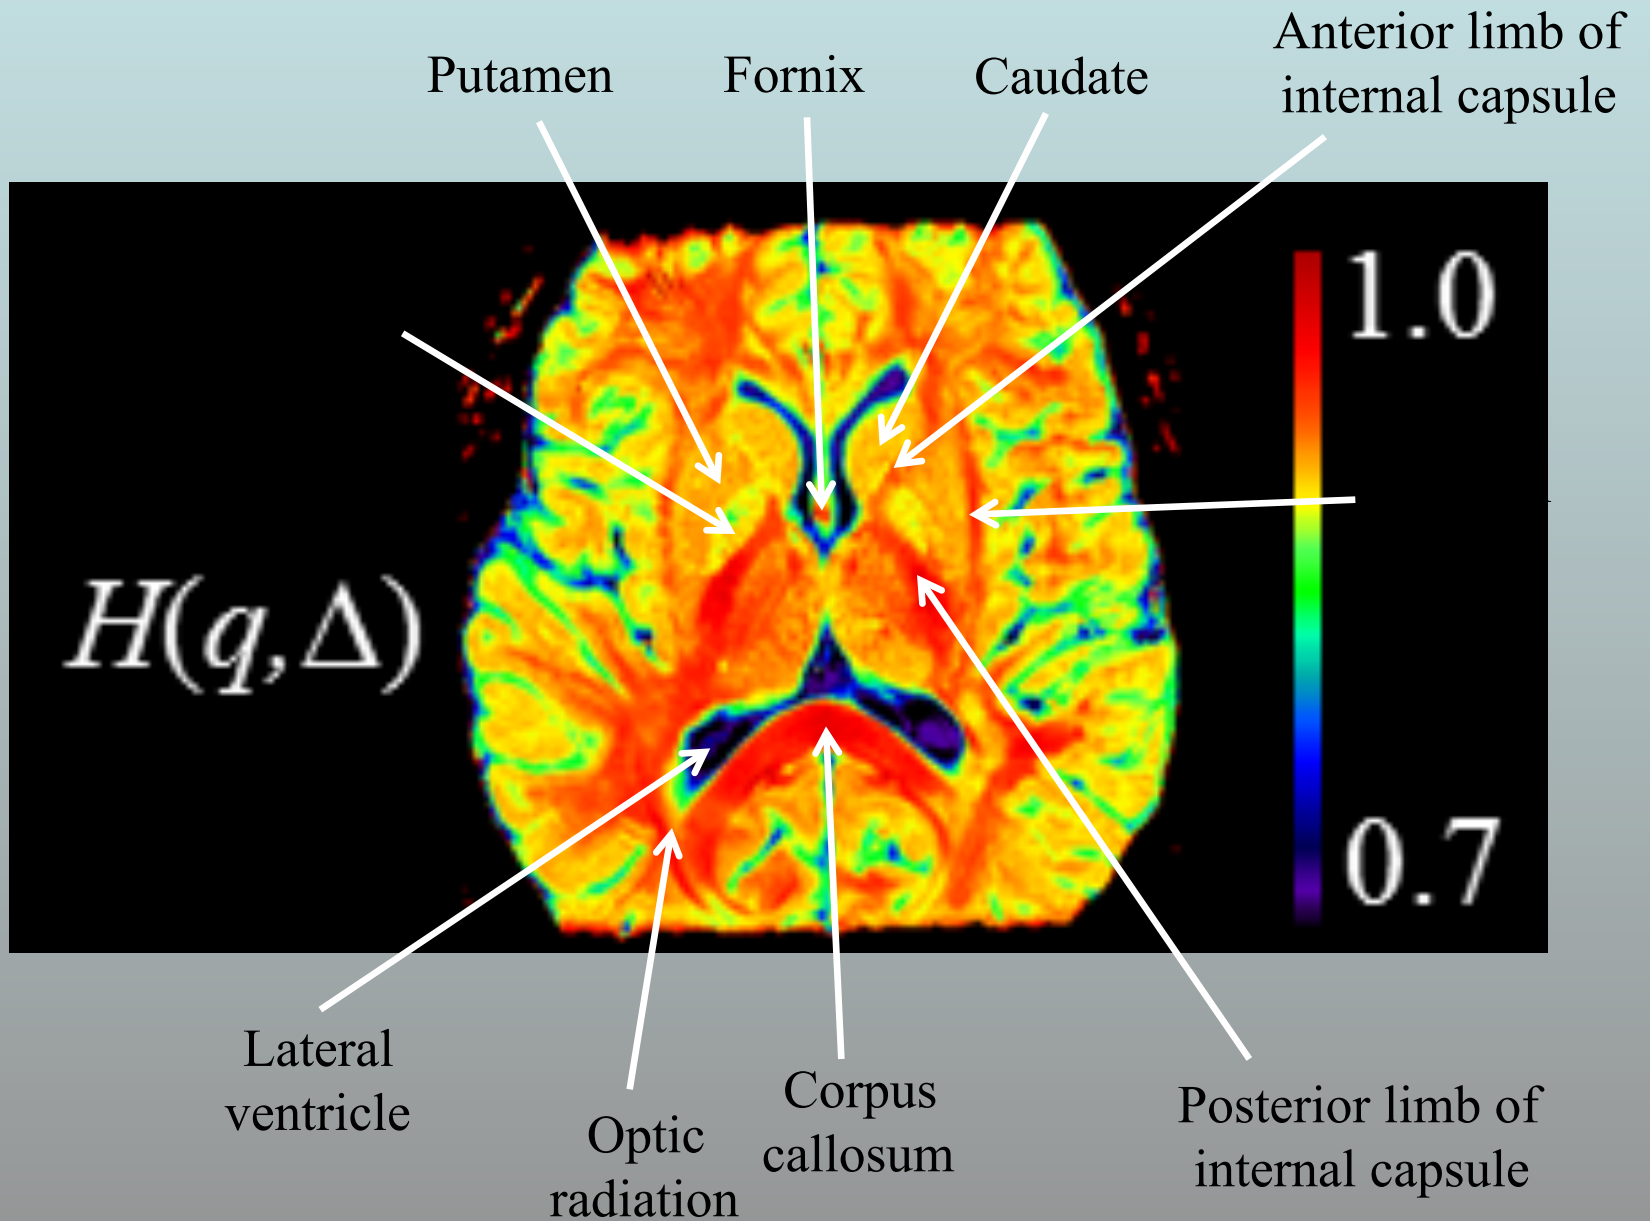 Putamen
Fornix
Caudate
Anterior limb of
internal capsule
1.0
H(q,Δ)
0.7
Lateral
ventricle
Optic
radiation
Corpus
callosum
Posterior limb of
internal capsule